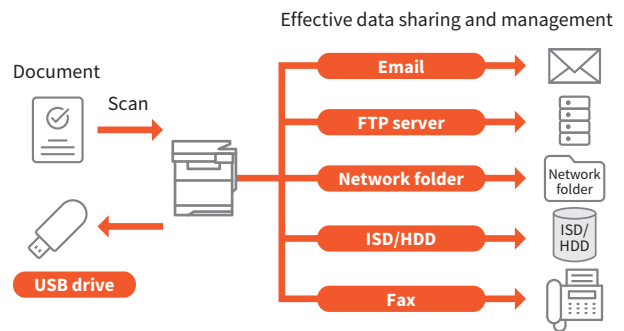 Effective data sharing and management
Document
Scan
USB drive
Email
FTP server
Network folder
Network
folder
ISD/HDD
ISD/
HDD
Fax